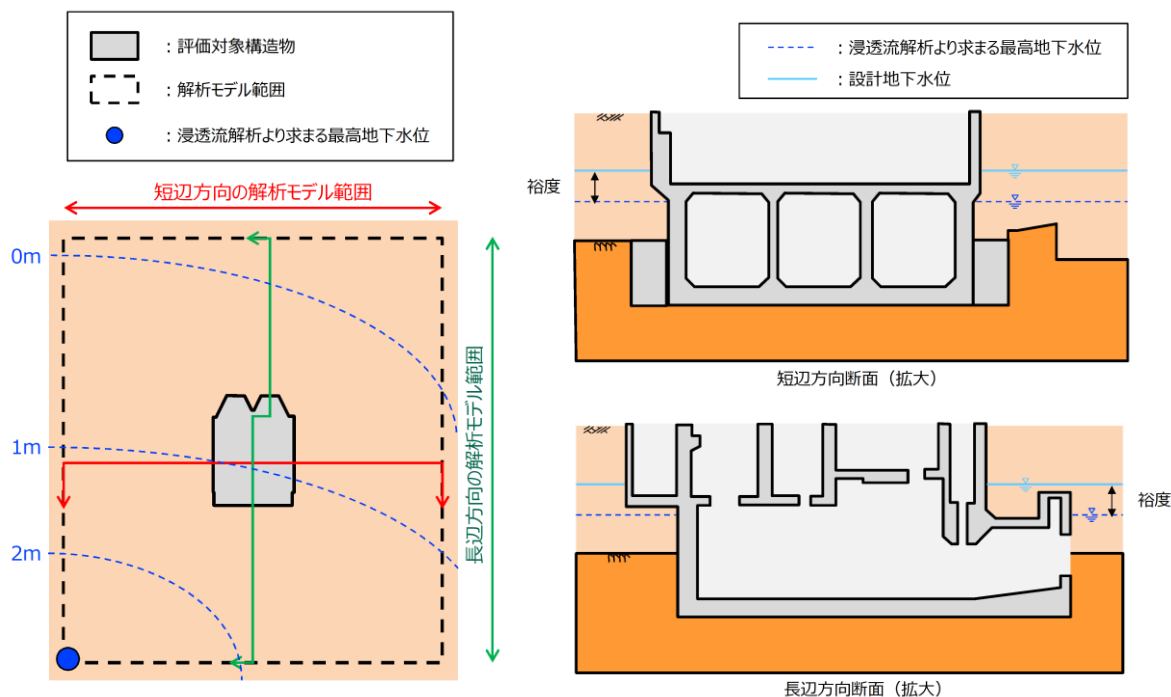 ：評価対象構造物
：解析モデル範囲
：浸透流解析より求まる最高地下水位
短辺方向の解析モデル範囲
0m
1m
2m
長辺方向の解析モデル範囲
：浸透流解析より求まる最高地下水位
：設計地下水位
裕度
短辺方向断面（拡大）
裕度
長辺方向断面（拡大）